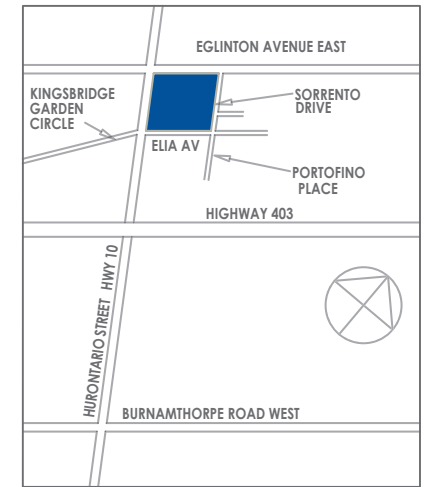 EGLINTON AVENUE EAST
KINGSBRIDGE
GARDEN
CIRCLE
SORRENTO
DRIVE
ELIA AV
PORTOFINO
PLACE
HIGHWAY 403
HURONTARIO STREET HWY 10
BURNAMTHORPE ROAD WEST